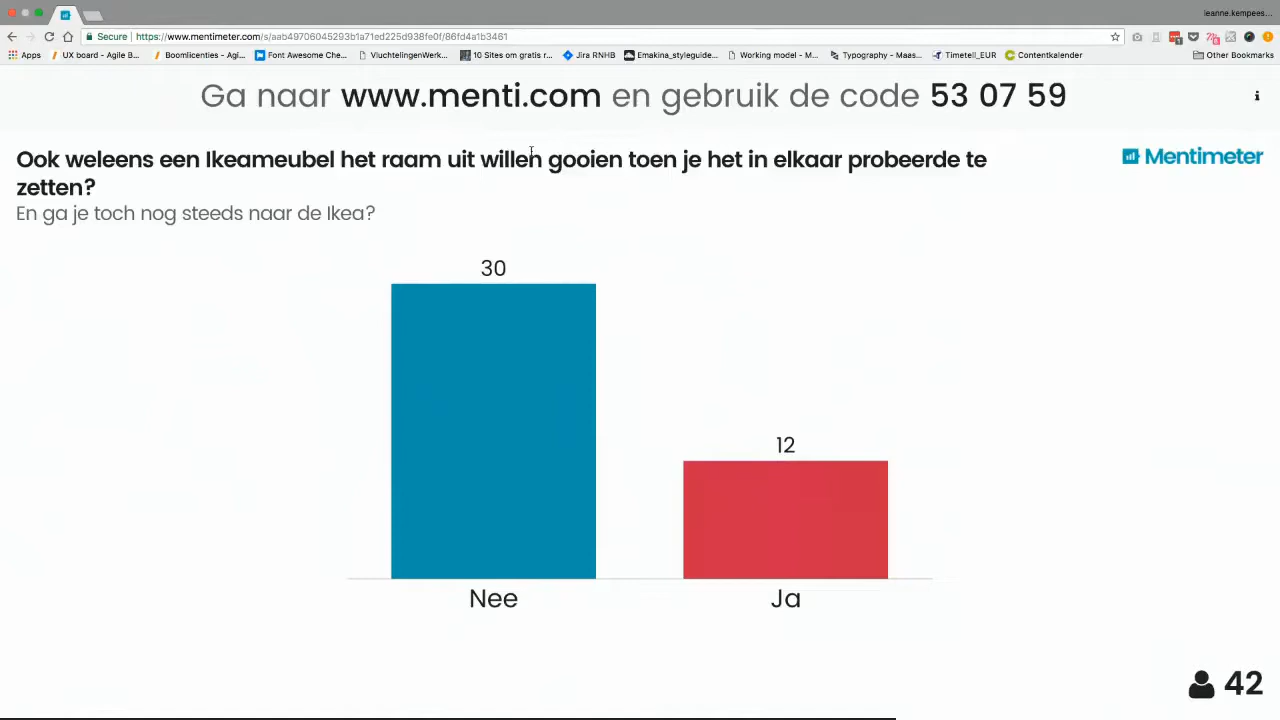 leanne.kempees...
Secure https://www.mentimeter.com/s/aab49706045293b1a71ed225d938fe0f/86fd4a1b3461
Apps UX board - Agile B... Boomlicenties - Agi... Font Awesome Che... VluchtelingenWerk... 10 Sites om gratis r... Jira RNHB Emakina_styleguide... Working model - M... Typography - Maas... Timetell_EUR Contentkalender Other Bookmarks
Ga naar www.menti.com en gebruik de code 53 07 59
Ook weleens een Ikeameubel het raam uit willen gooien toen je het in elkaar probeerde te
zetten?
Mentimeter
En ga je toch nog steeds naar de Ikea?
30
12
Nee Ja
42